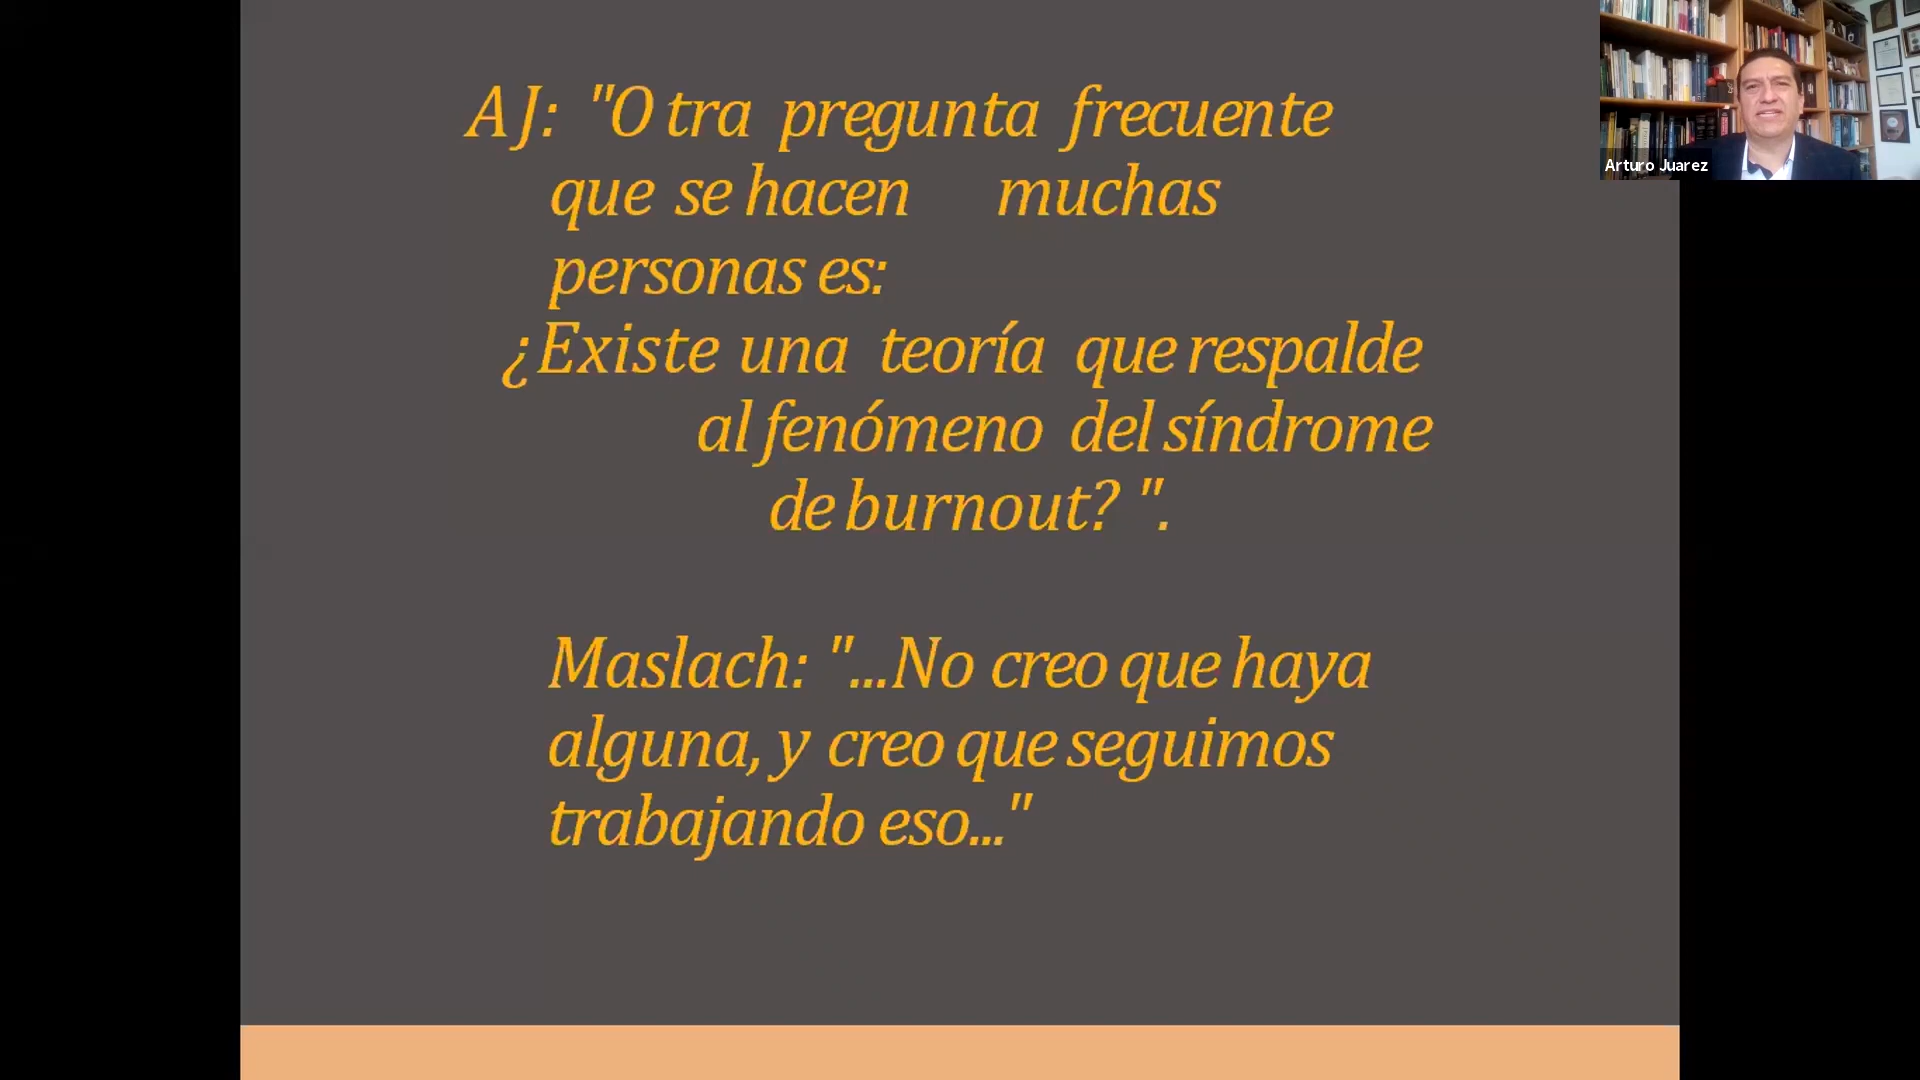 AJ: "Otra pregunta frecuente
que se hacen muchas
personas es:
¿Existe una teoría que respalde
al fenómeno del síndrome
de burnout? ".
Maslach: "...No creo que haya
alguna, y creo que seguimos
trabajando eso..."
Arturo Juarez